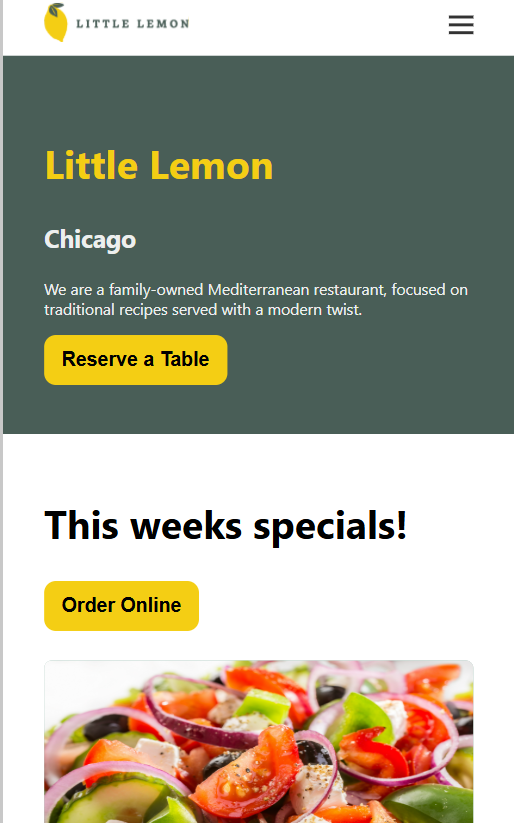 LITTLE LEMON
Little Lemon
Chicago
We are a family-owned Mediterranean restaurant, focused on
traditional recipes served with a modern twist.
Reserve a Table
This weeks specials!
Order Online